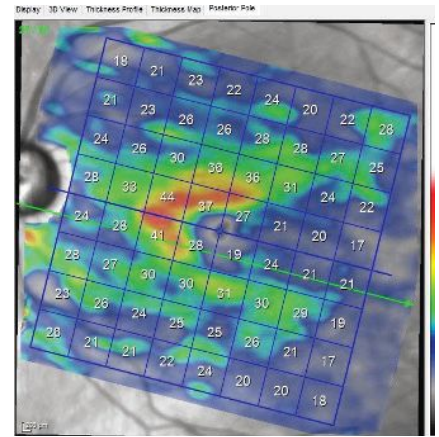 Display 3D View Thickness Profile Thickness Map Posterior Pole
18 21 23 22 24 20 22 28
21 23 26 26 28 28 27 25
24 26 30 36 36 31 24 22
28 33 44 37 27 21 20 17
24 28 41 28 19 24 21 21
28 27 30 30 31 30 19
23 26 24 25 25 26 21 17
21 21 22 24 20 20 18